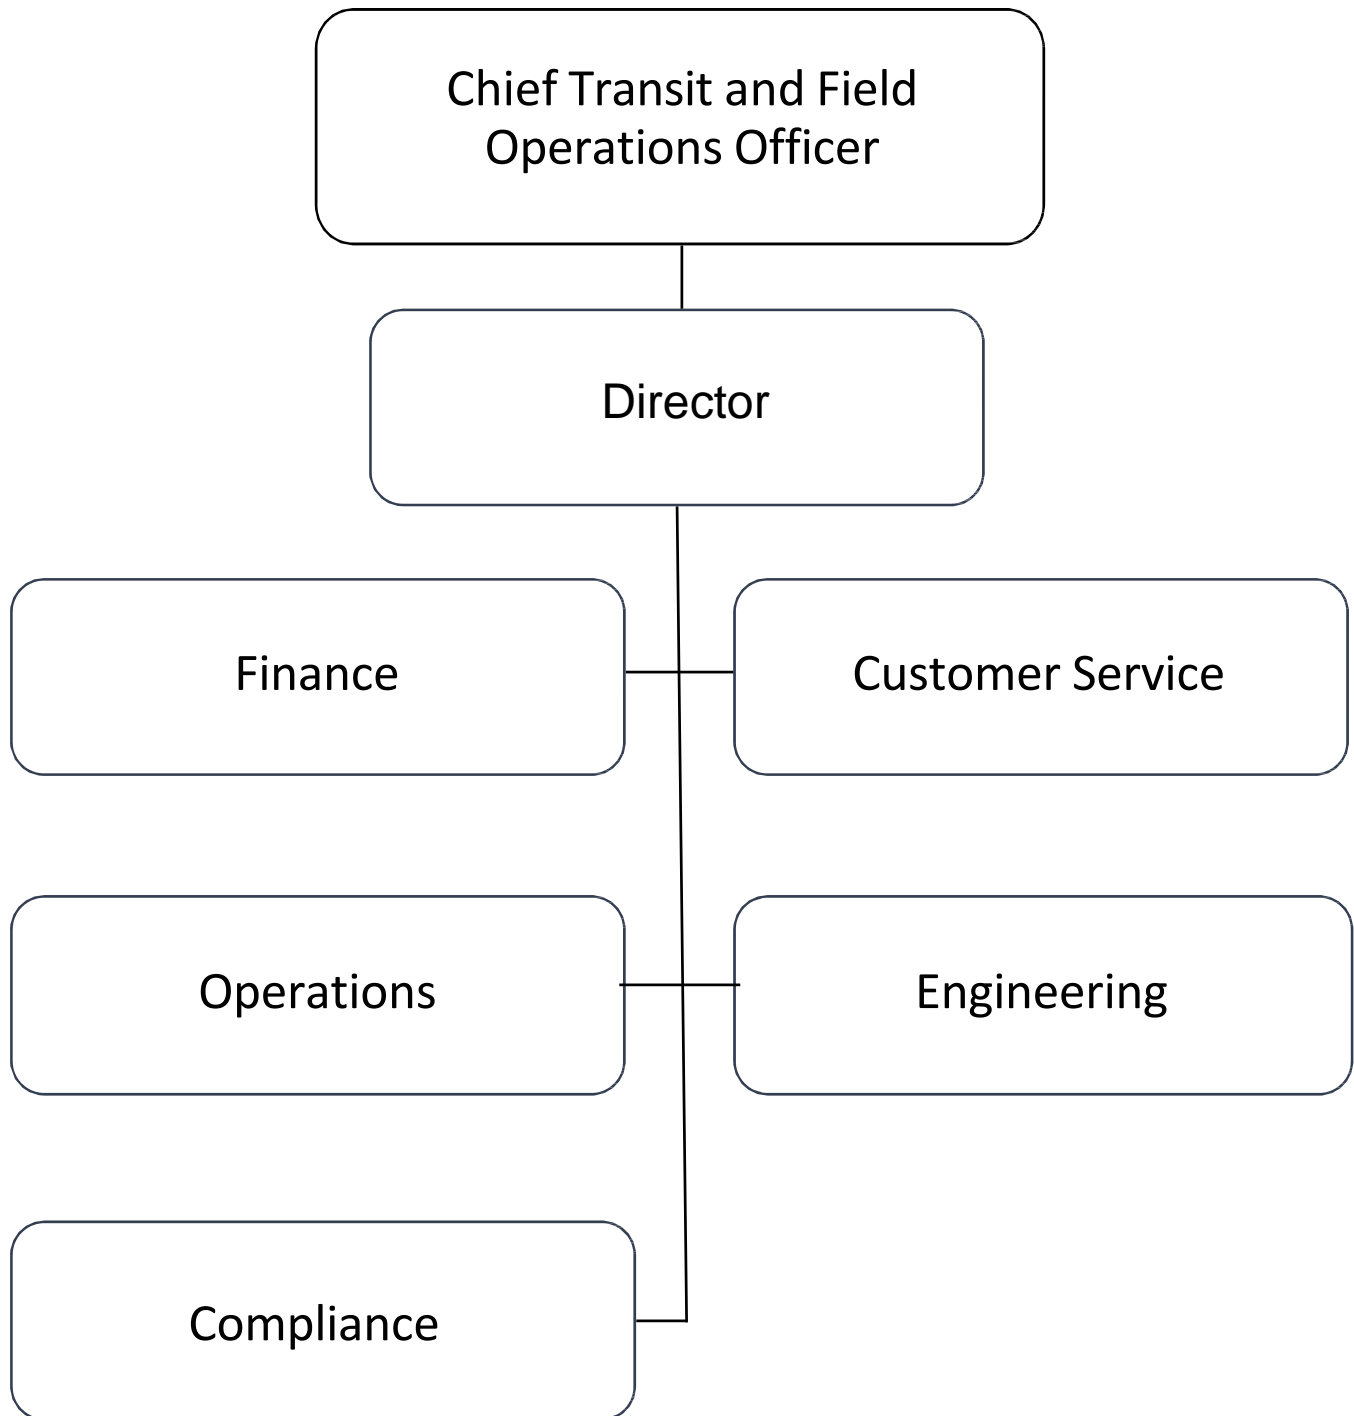 Chief Transit and Field
Operations Officer
Director
Finance
Customer Service
Operations
Engineering
Compliance